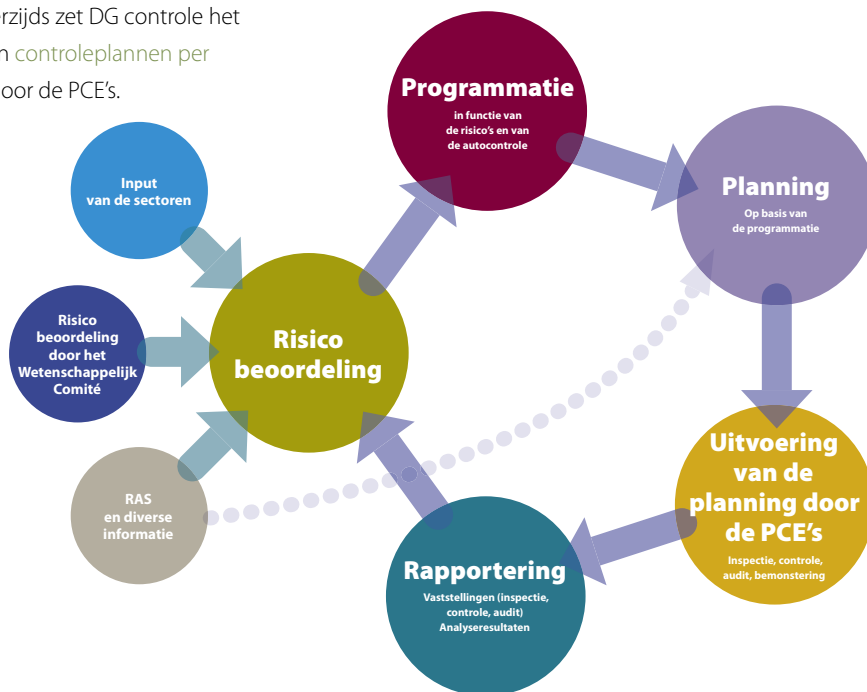 zet DG controle het
controleplannen per
de PCE's.
Programmatie
in functie van
de risico's en van
de autocontrole
Planning
Op basis van
de programmatie
Input
van de sectoren
Risico
beoordeling
door het
Wetenschappelijk
Comité
Risico
beoordeling
RAS
en diverse
informatie
Uitvoering
van de
planning door
de PCE's
Inspectie, controle,
audit, bemonstering
Rapportering
Vaststellingen (inspectie,
controle, audit)
Analyseresultaten